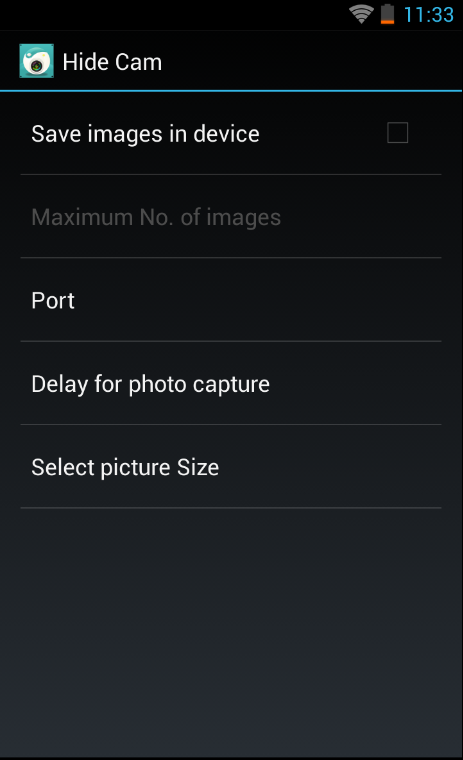 11:33
Hide Cam
Save images in device
Maximum No. of images
Port
Delay for photo capture
Select picture Size